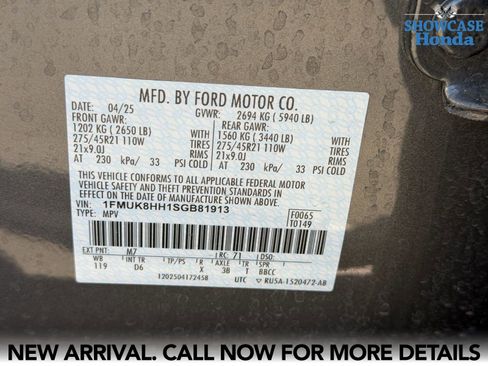 SHOWCASE
Honda
MFD. BY FORD MOTOR CO.
DATE: 04/25 GVWR: 2694 KG ( 5940 LB)
FRONT GAWR: REAR GAWR:
1202 KG ( 2650 LB) 1560 KG ( 3440 LB)
275/45R21 110W TIRES 275/45R21 110W TIRES
21x9.0J RIMS 21x9.0J RIMS
AT 230 kPa/ 33 PSI COLD AT 230 kPa/ 33 PSI COLD
THIS VEHICLE CONFORMS TO ALL APPLICABLE FEDERAL MOTOR
VEHICLE SAFETY AND BUMPER STANDARDS IN EFFECT ON THE DATE OF
MANUFACTURE SHOWN ABOVE.
VIN: 1FMUK8HH1SGB81913 F0065
TYPE: MPV T0149
EXT PNT: M7 RC: 71 DSO:
WB INT TR TP/PS R AXLE TR SPR
119 D6 X 3B T BBCC
1202504172458 UTC RU5A-1520472-AB
NEW ARRIVAL. CALL NOW FOR MORE DETAILS